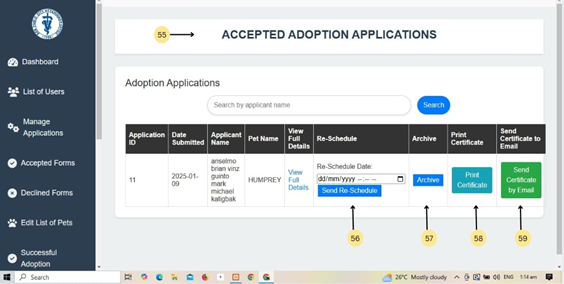 55
ACCEPTED ADOPTION APPLICATIONS
Dashboard
List of Users
Manage
Applications
Accepted Forms
Declined Forms
Edit List of Pets
Successful
Adoption
Adoption Applications
Search by applicant name
Search
Application ID
Date Submitted
Applicant Name
Pet Name
View Full Details
Re-Schedule
Archive
Print Certificate
Send Certificate to Email
11
2025-01-09
anselmo brian vinz gunto mark michael katigbak
HUMPREY
View Full Details
Re-Schedule Date:
dd/mm/yyyy --:-- --
Send Re-Schedule
Archive
Print Certificate
Send Certificate by Email
56
57
58
59
Search
26°C Mostly cloudy
ENG
1:14 am